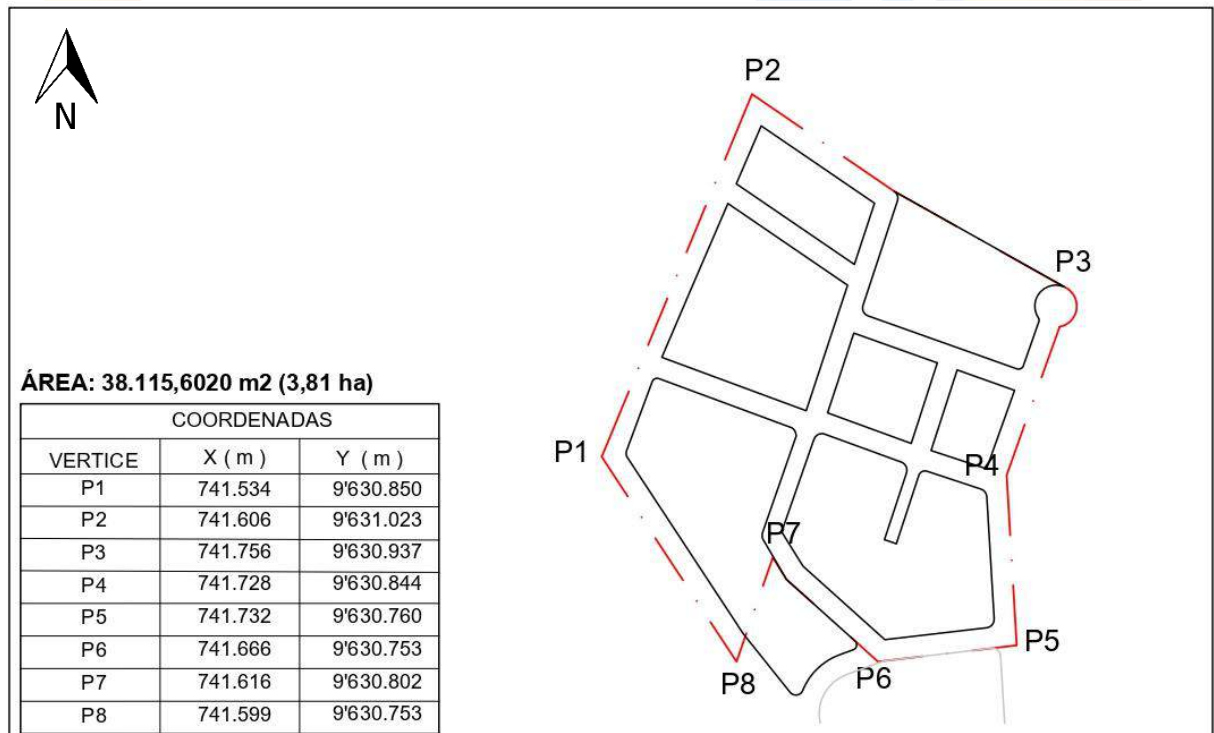 N
P2
P3
ÁREA: 38.115,6020 m2 (3,81 ha)
COORDENADAS
VERTICE X ( m ) Y ( m )
P1 741.534 9'630.850
P2 741.606 9'631.023
P3 741.756 9'630.937
P4 741.728 9'630.844
P5 741.732 9'630.760
P6 741.666 9'630.753
P7 741.616 9'630.802
P8 741.599 9'630.753
P1
P4
P7
P5
P6
P8